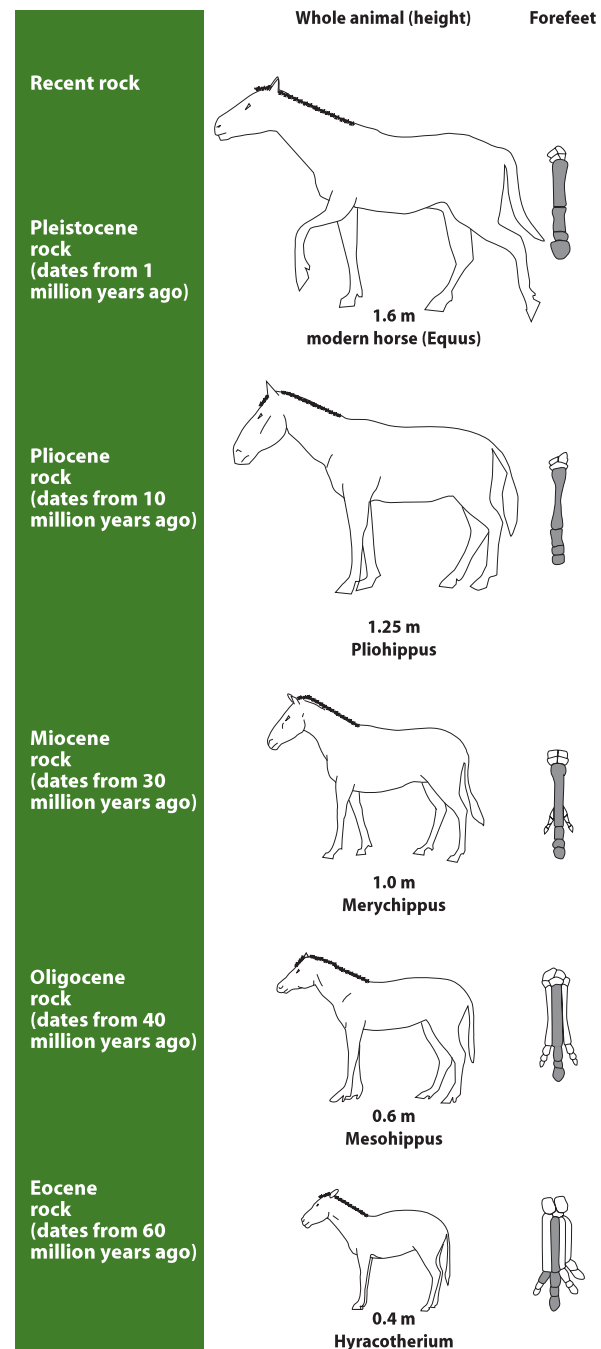 Whole animal (height) Forefeet
Recent rock
Pleistocene
rock
(dates from 1
million years ago)
1.6 m
modern horse (Equus)
Pliocene
rock
(dates from 10
million years ago)
1.25 m
Pliohippus
Miocene
rock
(dates from 30
million years ago)
1.0 m
Merychippus
Oligocene
rock
(dates from 40
million years ago)
0.6 m
Mesohippus
Eocene
rock
(dates from 60
million years ago)
0.4 m
Hyracotherium